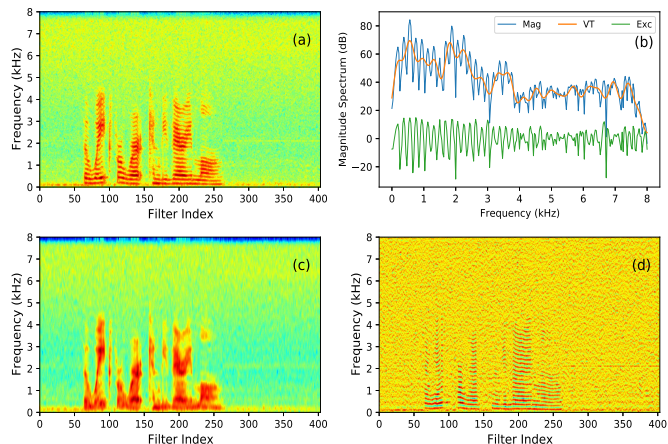 8
7
6
5
4
3
2
1
0
Frequency (kHz)
(a)
0 50 100 150 200 250 300 350 400
Filter Index
Mag VT Exc
(b)
80
60
40
20
0
−20
Magnitude Spectrum (dB)
0 1 2 3 4 5 6 7 8
Frequency (kHz)
8
7
6
5
4
3
2
1
0
Frequency (kHz)
(c)
0 50 100 150 200 250 300 350 400
Filter Index
8
7
6
5
4
3
2
1
0
Frequency (kHz)
(d)
0 50 100 150 200 250 300 350 400
Filter Index